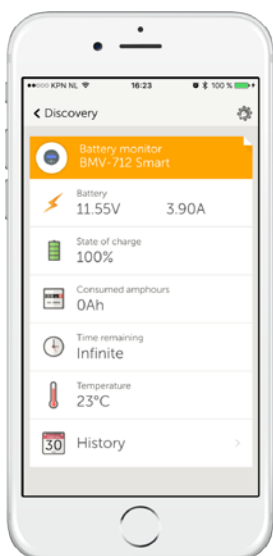 KPN NL 16:23 100 %
Discovery
Battery monitor
BMV-712 Smart
Battery
11.55V 3.90A
State of charge
100%
Consumed amphours
0Ah
Time remaining
Infinite
Temperature
23°C
30 History